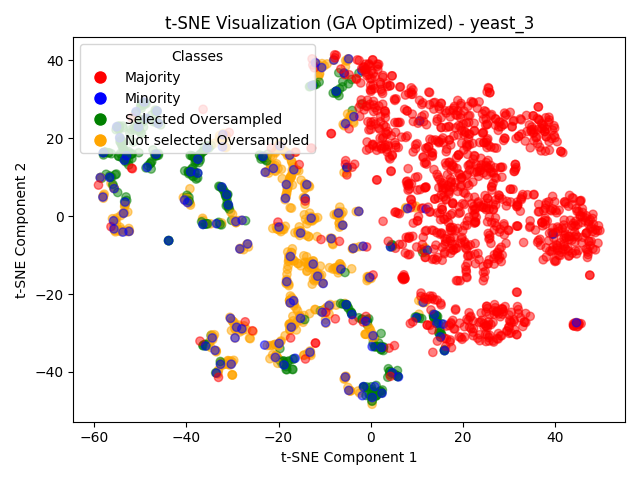 t-SNE Visualization (GA Optimized) - yeast_3
Classes
Majority
Minority
Selected Oversampled
Not selected Oversampled
t-SNE Component 2
40
20
0
−20
−40
−60 −40 −20 0 20 40
t-SNE Component 1